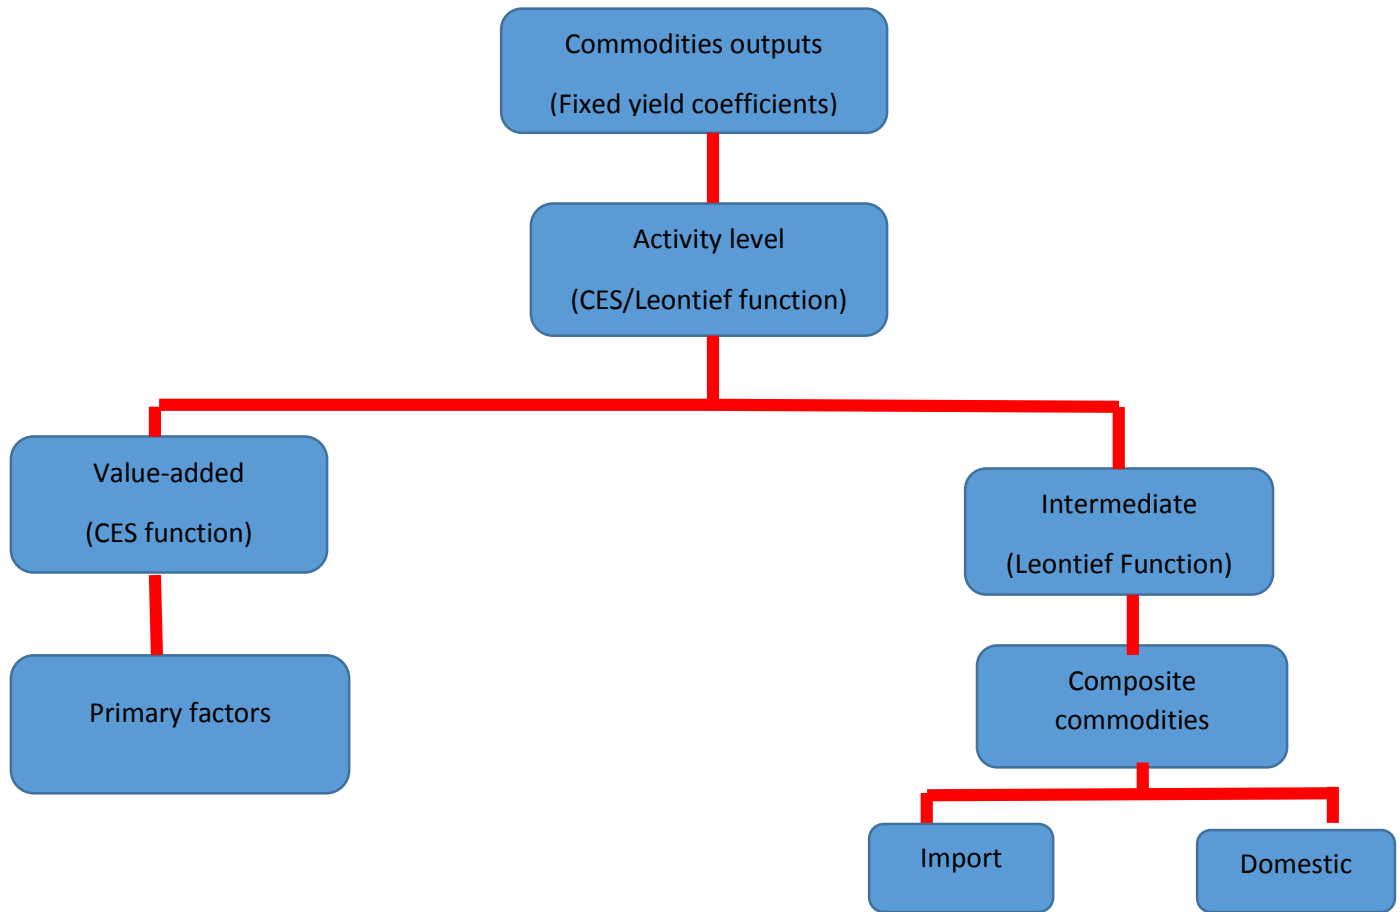 Commodities outputs
(Fixed yield coefficients)
Activity level
(CES/Leontief function)
Value-added
(CES function)
Intermediate
(Leontief Function)
Primary factors
Composite
commodities
Import
Domestic